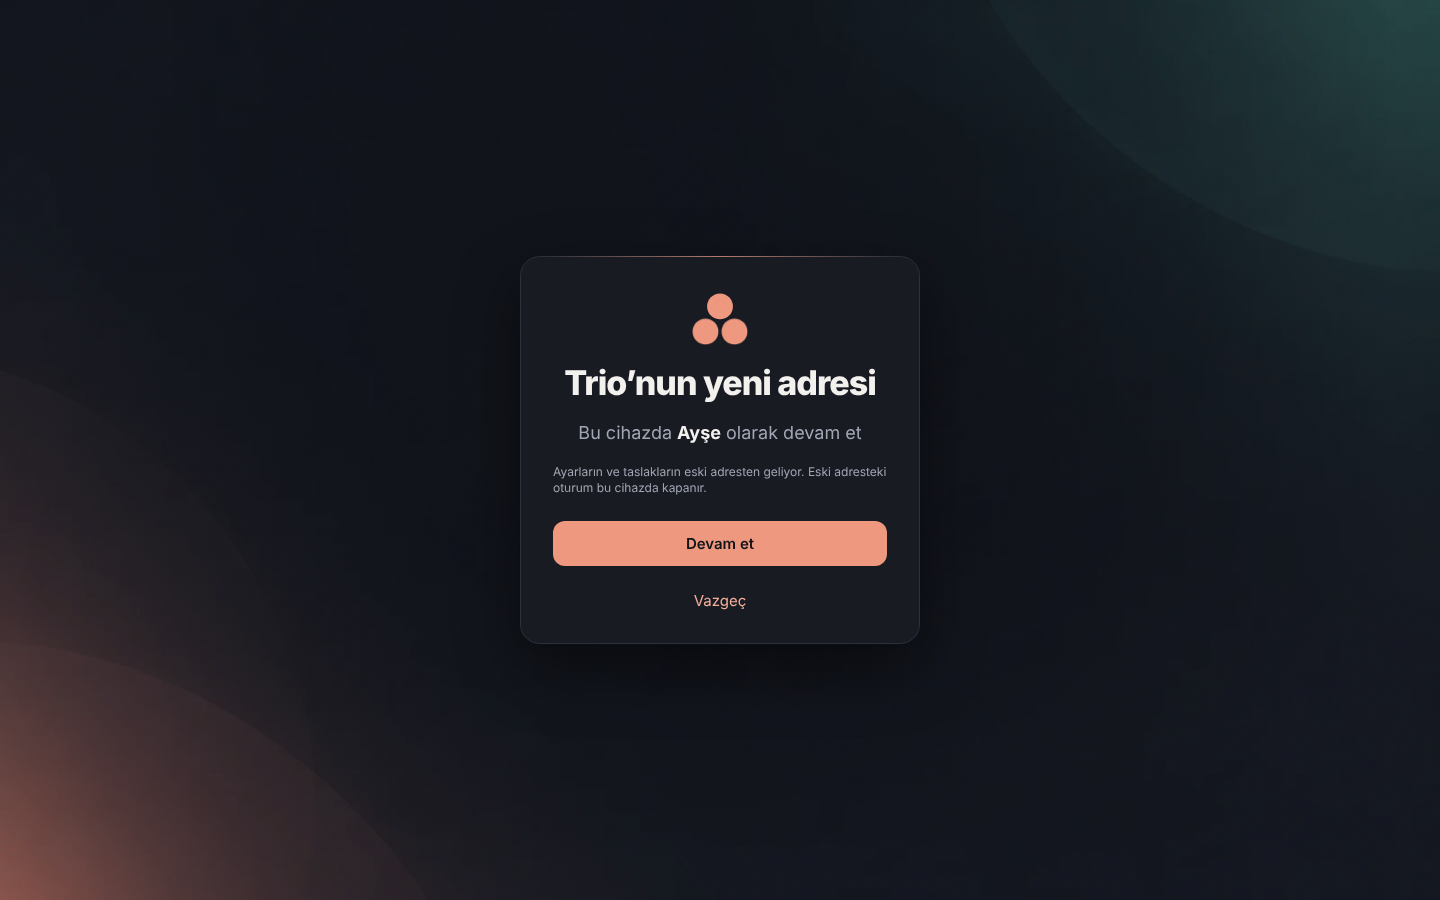 Trio’nun yeni adresi
Bu cihazda Ayşe olarak devam et
Ayarların ve taslakların eski adresten geliyor. Eski adresteki
oturum bu cihazda kapanır.
Devam et
Vazgeç